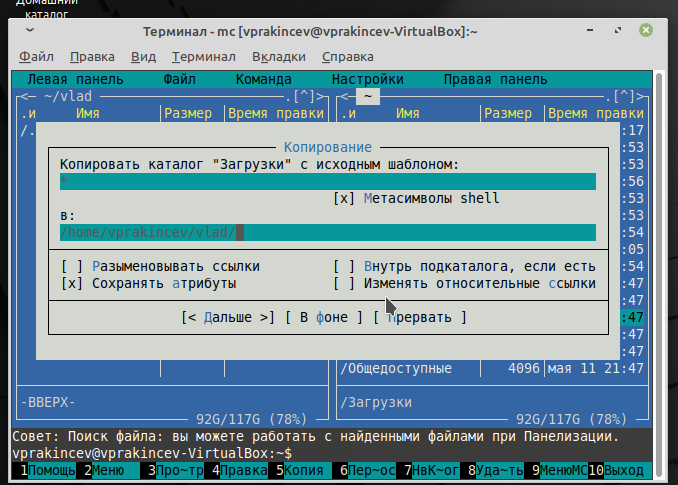 Домашний
каталог
Терминал - mc [vprakincev@vprakincev-VirtualBox]:~
Файл Правка Вид Терминал Вкладки Справка
Левая панель Файл Команда Настройки Правая панель
<- ~/vlad .[^]> <- ~ .[^]>
.и Имя Размер Время правки .и Имя Размер Время правки
/. :17
Копирование :53
Копировать каталог "Загрузки" с исходным шаблоном: :53
* :56
[x] Метасимволы shell :53
в: :53
/home/vprakincev/vlad/ :54
:05
[ ] Разыменовывать ссылки [ ] Внутрь подкаталога, если есть :54
[x] Сохранять атрибуты [ ] Изменять относительные ссылки :47
:47
[< Дальше >] [ В фоне ] [ Прервать ] :47
:47
:47
/Общедоступные 4096 мая 11 21:47
-ВВЕРХ- /Загрузки
92G/117G (78%) 92G/117G (78%)
Совет: Поиск файла: вы можете работать с найденными файлами при Панелизации.
vprakincev@vprakincev-VirtualBox:~$
1Помощь 2Меню 3Про~тр 4Правка 5Копия 6Пер~ос 7НвК~ог 8Уда~ть 9МенюМС 10Выход